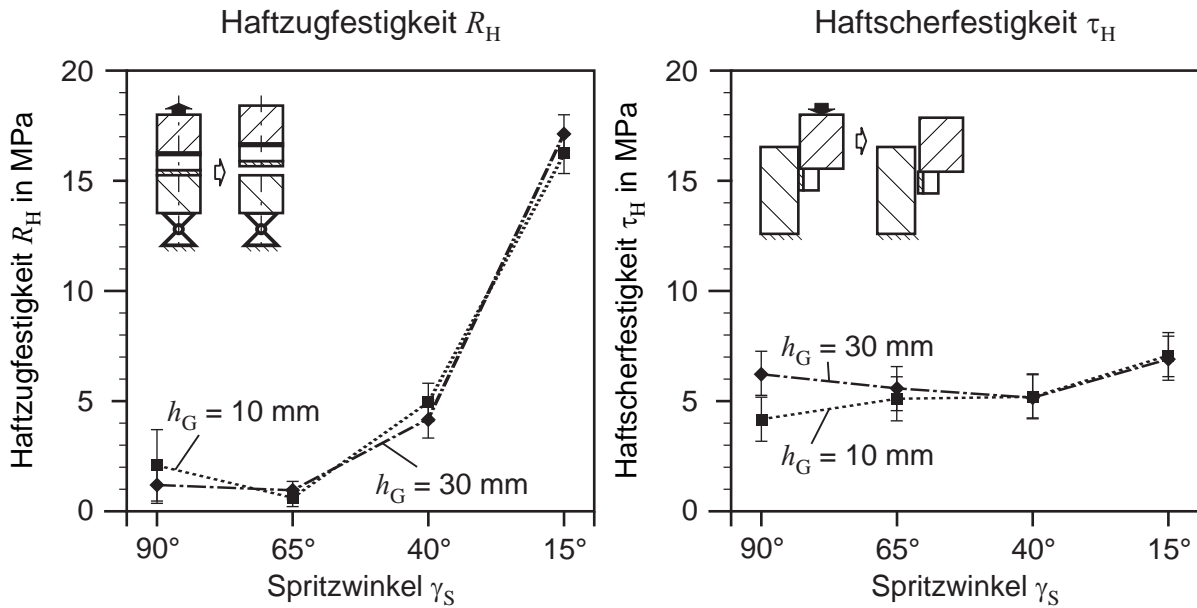 Haftzugfestigkeit R_H
Haftzugfestigkeit R_H in MPa
20
15
10
5
0
h_G = 10 mm
h_G = 30 mm
90° 65° 40° 15°
Spritzwinkel γ_S
Haftscherfestigkeit τ_H
Haftscherfestigkeit τ_H in MPa
20
15
10
5
0
h_G = 30 mm
h_G = 10 mm
90° 65° 40° 15°
Spritzwinkel γ_S